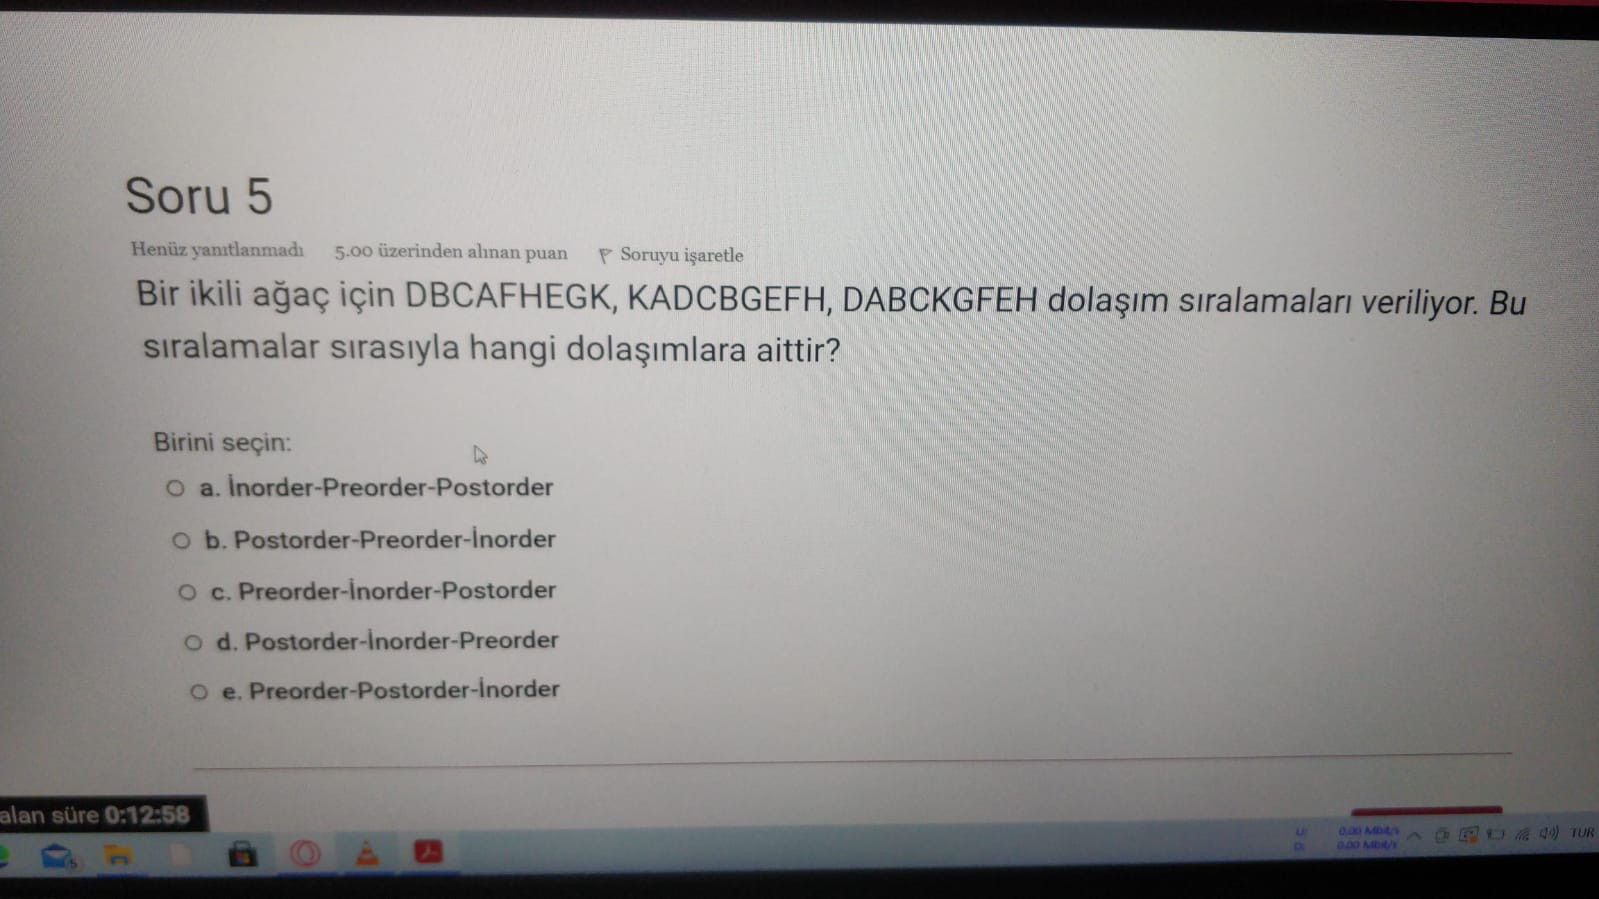 Soru 5
Henüz yanıtlanmadı 5.00 üzerinden alınan puan Soruyu işaretle
Bir ikili ağaç için DBCAFHEGK, KADCBGEFH, DABCKGFEH dolaşım sıralamaları veriliyor. Bu
sıralamalar sırasıyla hangi dolaşımlara aittir?
Birini seçin:
a. İnorder-Preorder-Postorder
b. Postorder-Preorder-İnorder
c. Preorder-İnorder-Postorder
d. Postorder-İnorder-Preorder
e. Preorder-Postorder-İnorder
alan süre 0:12:58
U: 0.00 Mbit/s
D: 0.00 Mbit/s
TUR